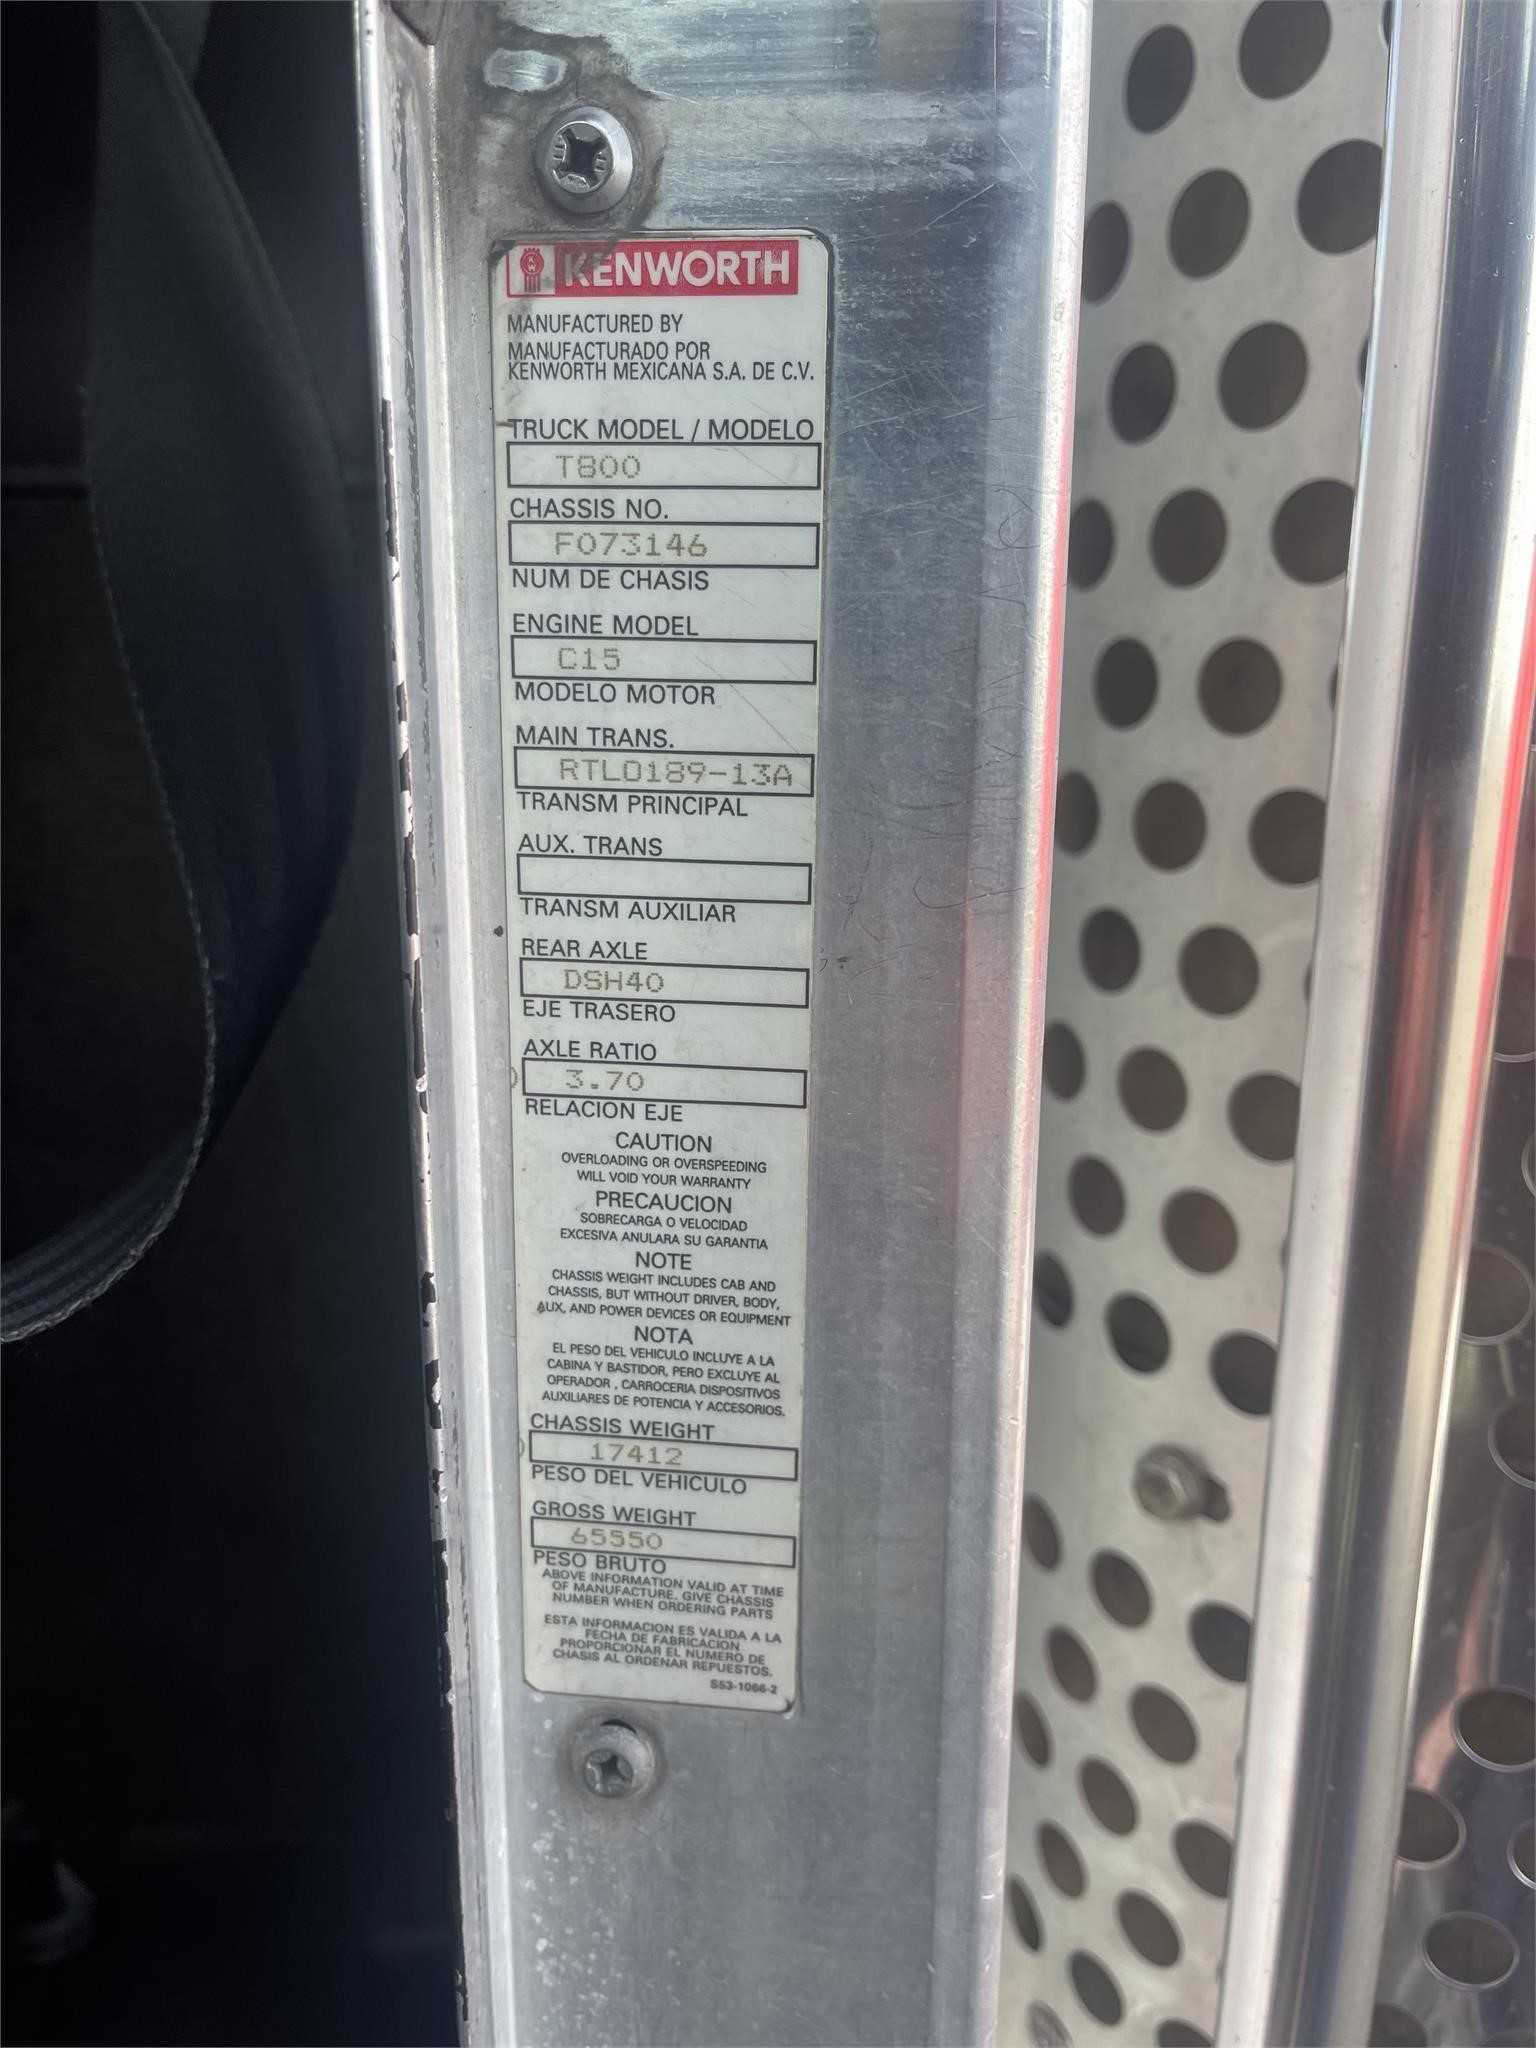 KENWORTH
MANUFACTURED BY
MANUFACTURADO POR
KENWORTH MEXICANA S.A. DE C.V.
TRUCK MODEL / MODELO
T800
CHASSIS NO.
F073146
NUM DE CHASIS
ENGINE MODEL
C15
MODELO MOTOR
MAIN TRANS.
RTLO189-13A
TRANSM PRINCIPAL
AUX. TRANS
TRANSM AUXILIAR
REAR AXLE
DSH40
EJE TRASERO
AXLE RATIO
3.70
RELACION EJE
CAUTION
OVERLOADING OR OVERSPEEDING
WILL VOID YOUR WARRANTY
PRECAUCION
SOBRECARGA O VELOCIDAD
EXCESIVA ANULARA SU GARANTIA
NOTE
CHASSIS WEIGHT INCLUDES CAB AND
CHASSIS, BUT WITHOUT DRIVER, BODY,
AUX, AND POWER DEVICES OR EQUIPMENT
NOTA
EL PESO DEL VEHICULO INCLUYE A LA
CABINA Y BASTIDOR, PERO EXCLUYE AL
OPERADOR , CARROCERIA DISPOSITIVOS
AUXILIARES DE POTENCIA Y ACCESORIOS.
CHASSIS WEIGHT
17412
PESO DEL VEHICULO
GROSS WEIGHT
65550
PESO BRUTO
ABOVE INFORMATION VALID AT TIME
OF MANUFACTURE. GIVE CHASSIS
NUMBER WHEN ORDERING PARTS
ESTA INFORMACION ES VALIDA A LA
FECHA DE FABRICACION
PROPORCIONAR EL NUMERO DE
CHASIS AL ORDENAR REPUESTOS.
S53-1066-2